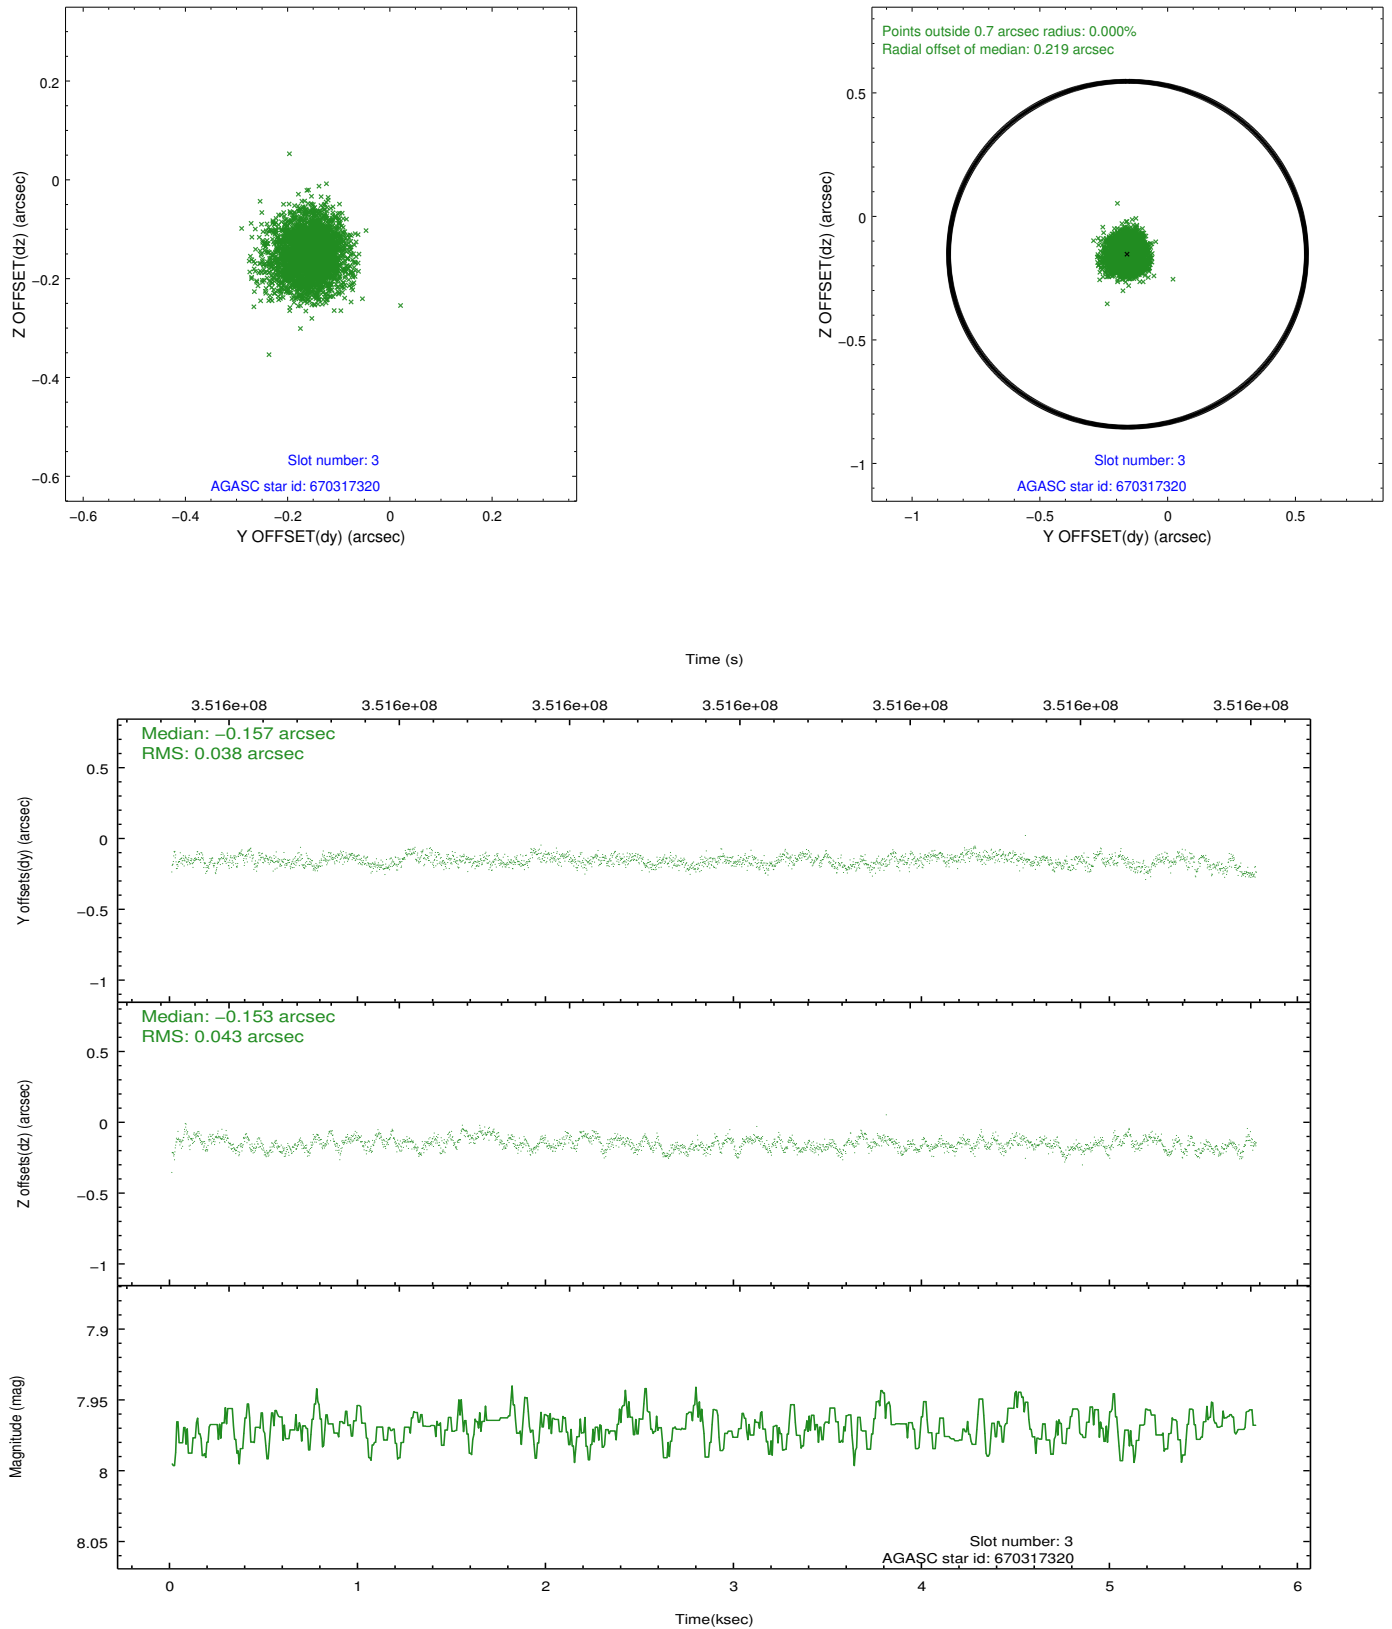 0.2
0
−0.2
−0.4
−0.6
Z OFFSET(dz) (arcsec)
Slot number: 3
AGASC star id: 670317320
−0.6 −0.4 −0.2 0 0.2
Y OFFSET(dy) (arcsec)
Points outside 0.7 arcsec radius: 0.000%
Radial offset of median: 0.219 arcsec
0.5
0
−0.5
−1
Z OFFSET(dz) (arcsec)
Slot number: 3
AGASC star id: 670317320
−1 −0.5 0 0.5
Y OFFSET(dy) (arcsec)
Time (s)
3.516e+08 3.516e+08 3.516e+08 3.516e+08 3.516e+08 3.516e+08 3.516e+08
Median: −0.157 arcsec
RMS: 0.038 arcsec
0.5
0
−0.5
−1
Y offsets(dy) (arcsec)
Median: −0.153 arcsec
RMS: 0.043 arcsec
0.5
0
−0.5
−1
Z offsets(dz) (arcsec)
7.9
7.95
8
8.05
Magnitude (mag)
Slot number: 3
AGASC star id: 670317320
0 1 2 3 4 5 6
Time(ksec)